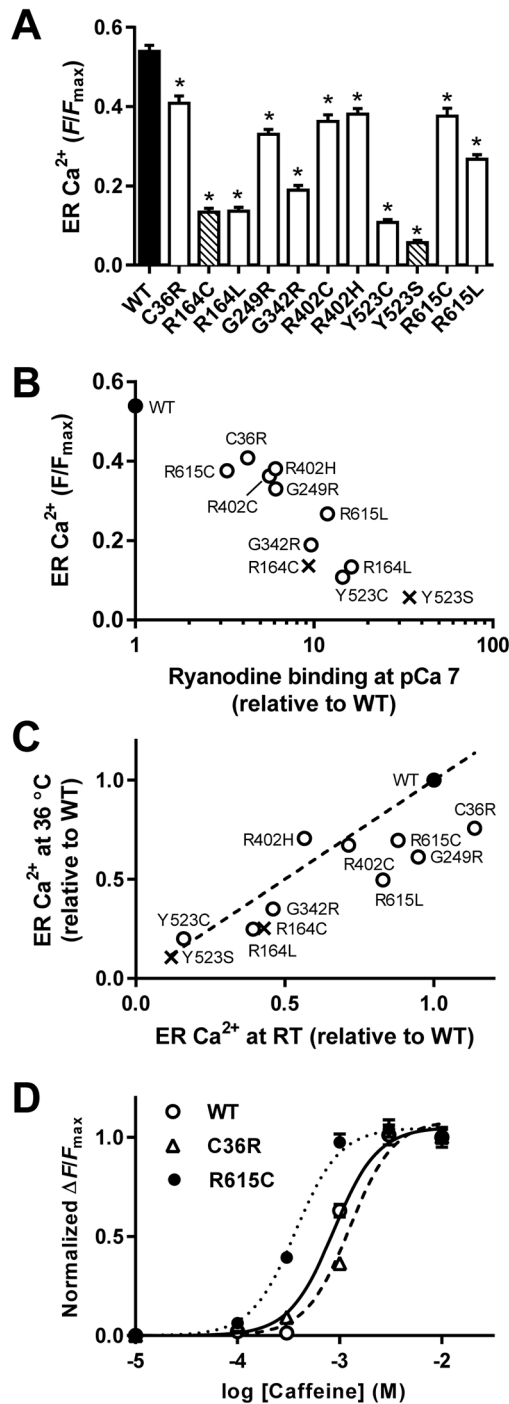 A
ER Ca2+ (F/Fmax)
0.6
0.4
0.2
0.0
*
*
*
*
*
*
*
*
*
*
*
WT
C36R
R164C
R164L
G249R
G342R
R402C
R402H
Y523C
Y523S
R615C
R615L
B
ER Ca2+ (F/Fmax)
0.6
0.4
0.2
0.0
WT
C36R
R615C
R402H
R402C
G249R
R615L
G342R
R164C
R164L
Y523C
Y523S
1
10
100
Ryanodine binding at pCa 7
(relative to WT)
C
ER Ca2+ at 36 °C
(relative to WT)
1.0
0.5
0.0
WT
C36R
R402H
R615C
R402C
G249R
R615L
Y523C
G342R
R164C
Y523S
R164L
0.0
0.5
1.0
ER Ca2+ at RT (relative to WT)
D
Normalized ΔF/Fmax
1.0
0.5
0.0
WT
C36R
R615C
-5
-4
-3
-2
log [Caffeine] (M)